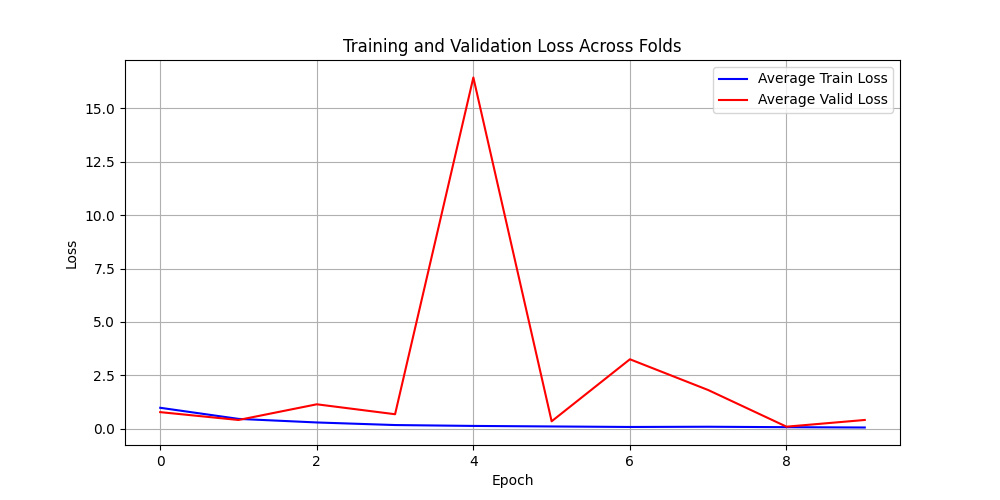 Training and Validation Loss Across Folds
Average Train Loss
Average Valid Loss
Loss
15.0
12.5
10.0
7.5
5.0
2.5
0.0
0 2 4 6 8
Epoch